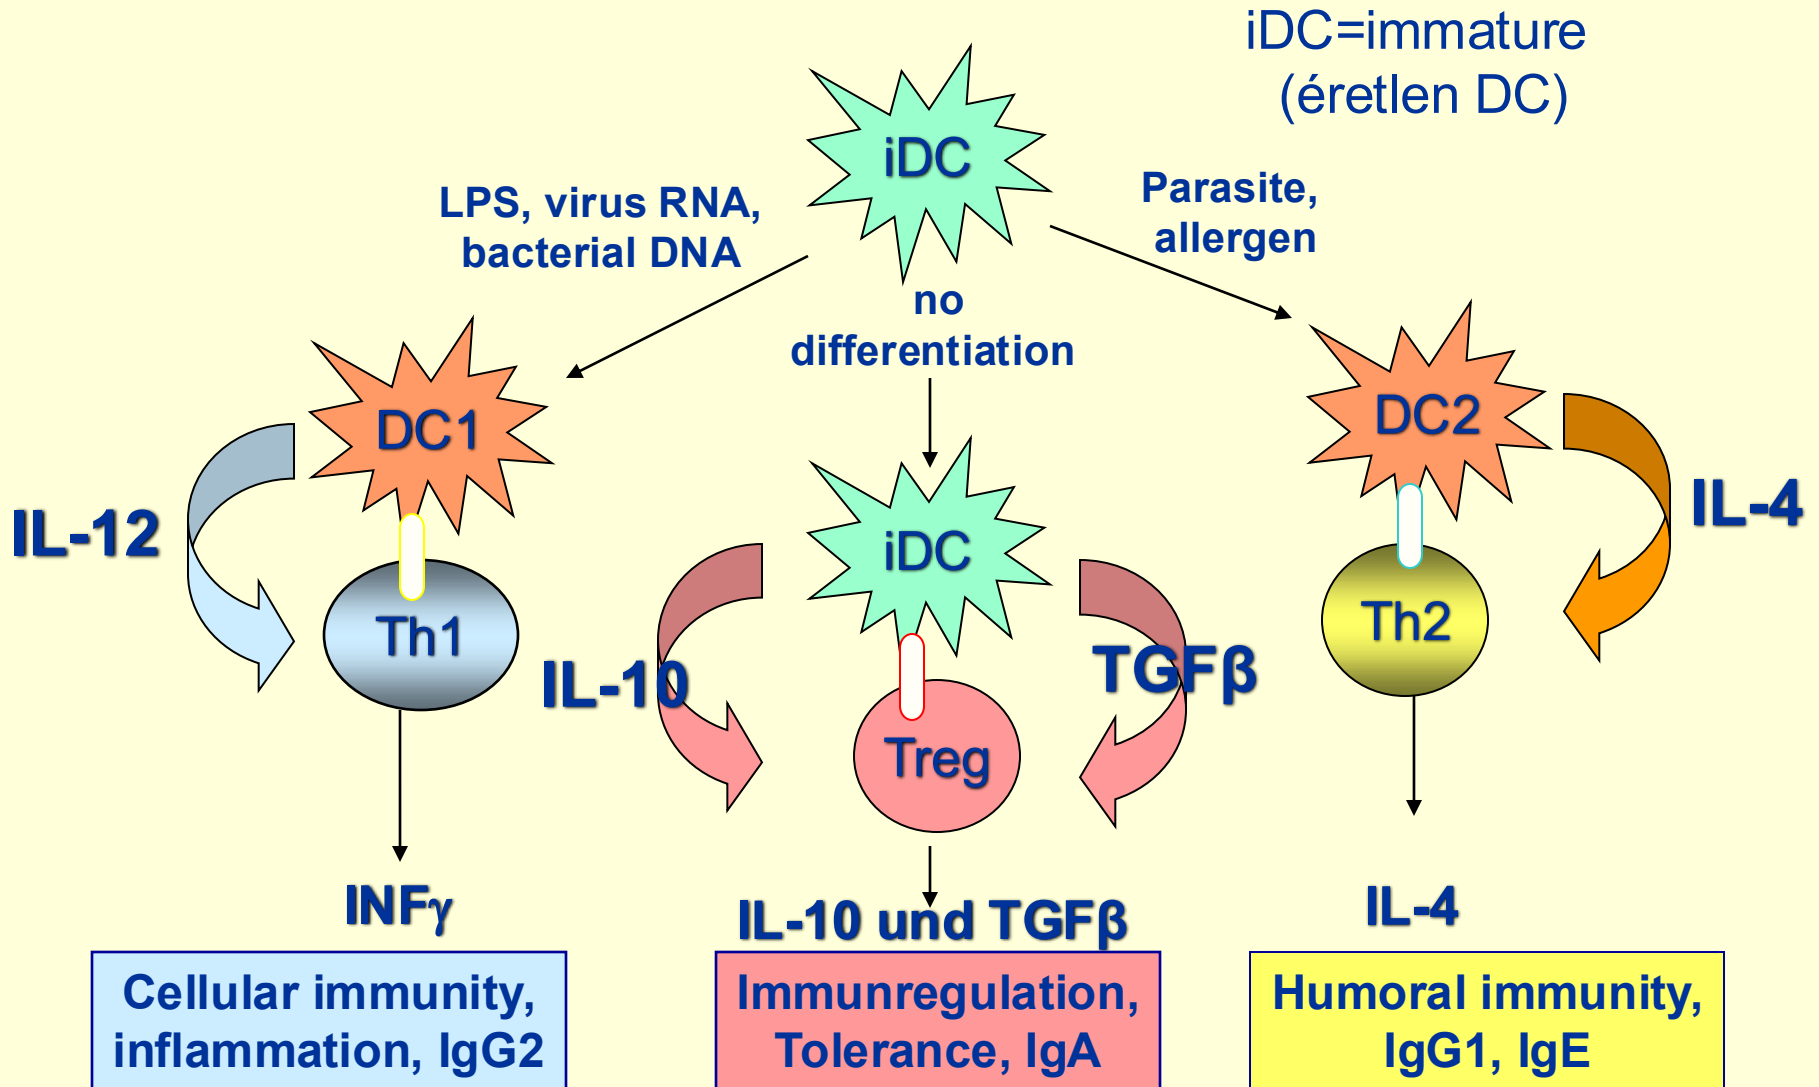 iDC=immature
(éretlen DC)
iDC
LPS, virus RNA,
bacterial DNA
Parasite,
allergen
no
differentiation
DC1
DC2
IL-12
iDC
IL-4
Th1
Th2
IL-10
TGFβ
Treg
INFγ
IL-10 und TGFβ
IL-4
Cellular immunity,
inflammation, IgG2
Immunregulation,
Tolerance, IgA
Humoral immunity,
IgG1, IgE